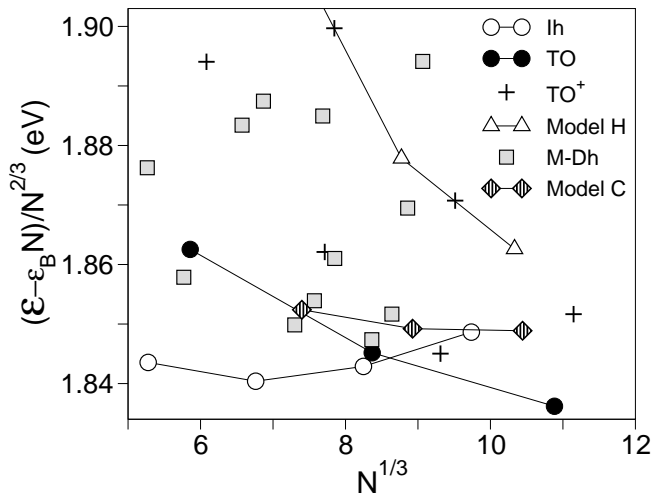 1.90
1.88
1.86
1.84
(ε−ε_B N)/N^{2/3} (eV)
Ih
TO
TO^+
Model H
M-Dh
Model C
6 8 10 12
N^{1/3}